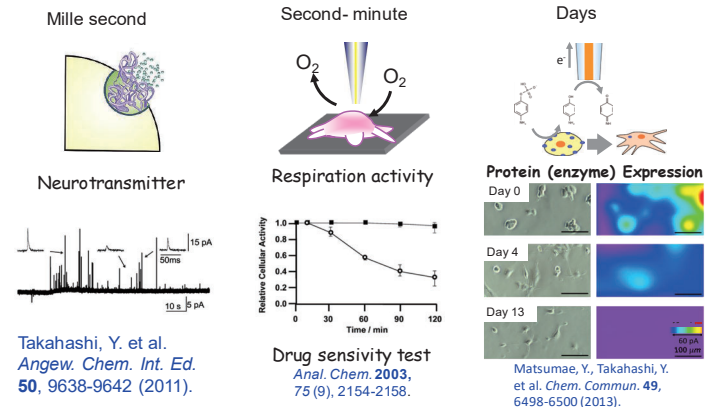 Mille second
Neurotransmitter
15 pA
50ms
10 s
5 pA
Takahashi, Y. et al.
Angew. Chem. Int. Ed.
50, 9638-9642 (2011).
Second- minute
O2
O2
Respiration activity
Relative Cellular Activity
1.0
0.8
0.6
0.4
0.2
0.0
0
30
60
90
120
Time / min
Drug sensivity test
Anal. Chem. 2003,
75 (9), 2154-2158.
Days
e-
Protein (enzyme) Expression
Day 0
Day 4
Day 13
60 pA
100 μm
Matsumae, Y., Takahashi, Y.
et al. Chem. Commun. 49,
6498-6500 (2013).